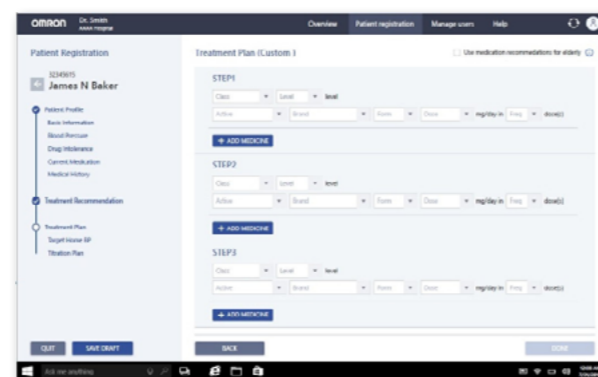 OMRON Dr. Smith
Overview Patient registration Manage users Help
Patient Registration
James N Baker
Patient Profile
Basic Information
Blood Pressure
Drug Intolerance
Current Medication
Medical History
Treatment Recommendation
Treatment Plan
Target Home BP
Titration Plan
QUIT SAVE DRAFT
Treatment Plan (Custom )
Use medication recommendations for elderly
STEP1
Class Level level
Active Brand Form Dose mg/day in Freq dose(s)
+ ADD MEDICINE
STEP2
Class Level level
Active Brand Form Dose mg/day in Freq dose(s)
+ ADD MEDICINE
STEP3
Class Level level
Active Brand Form Dose mg/day in Freq dose(s)
+ ADD MEDICINE
BACK DONE
Ask me anything